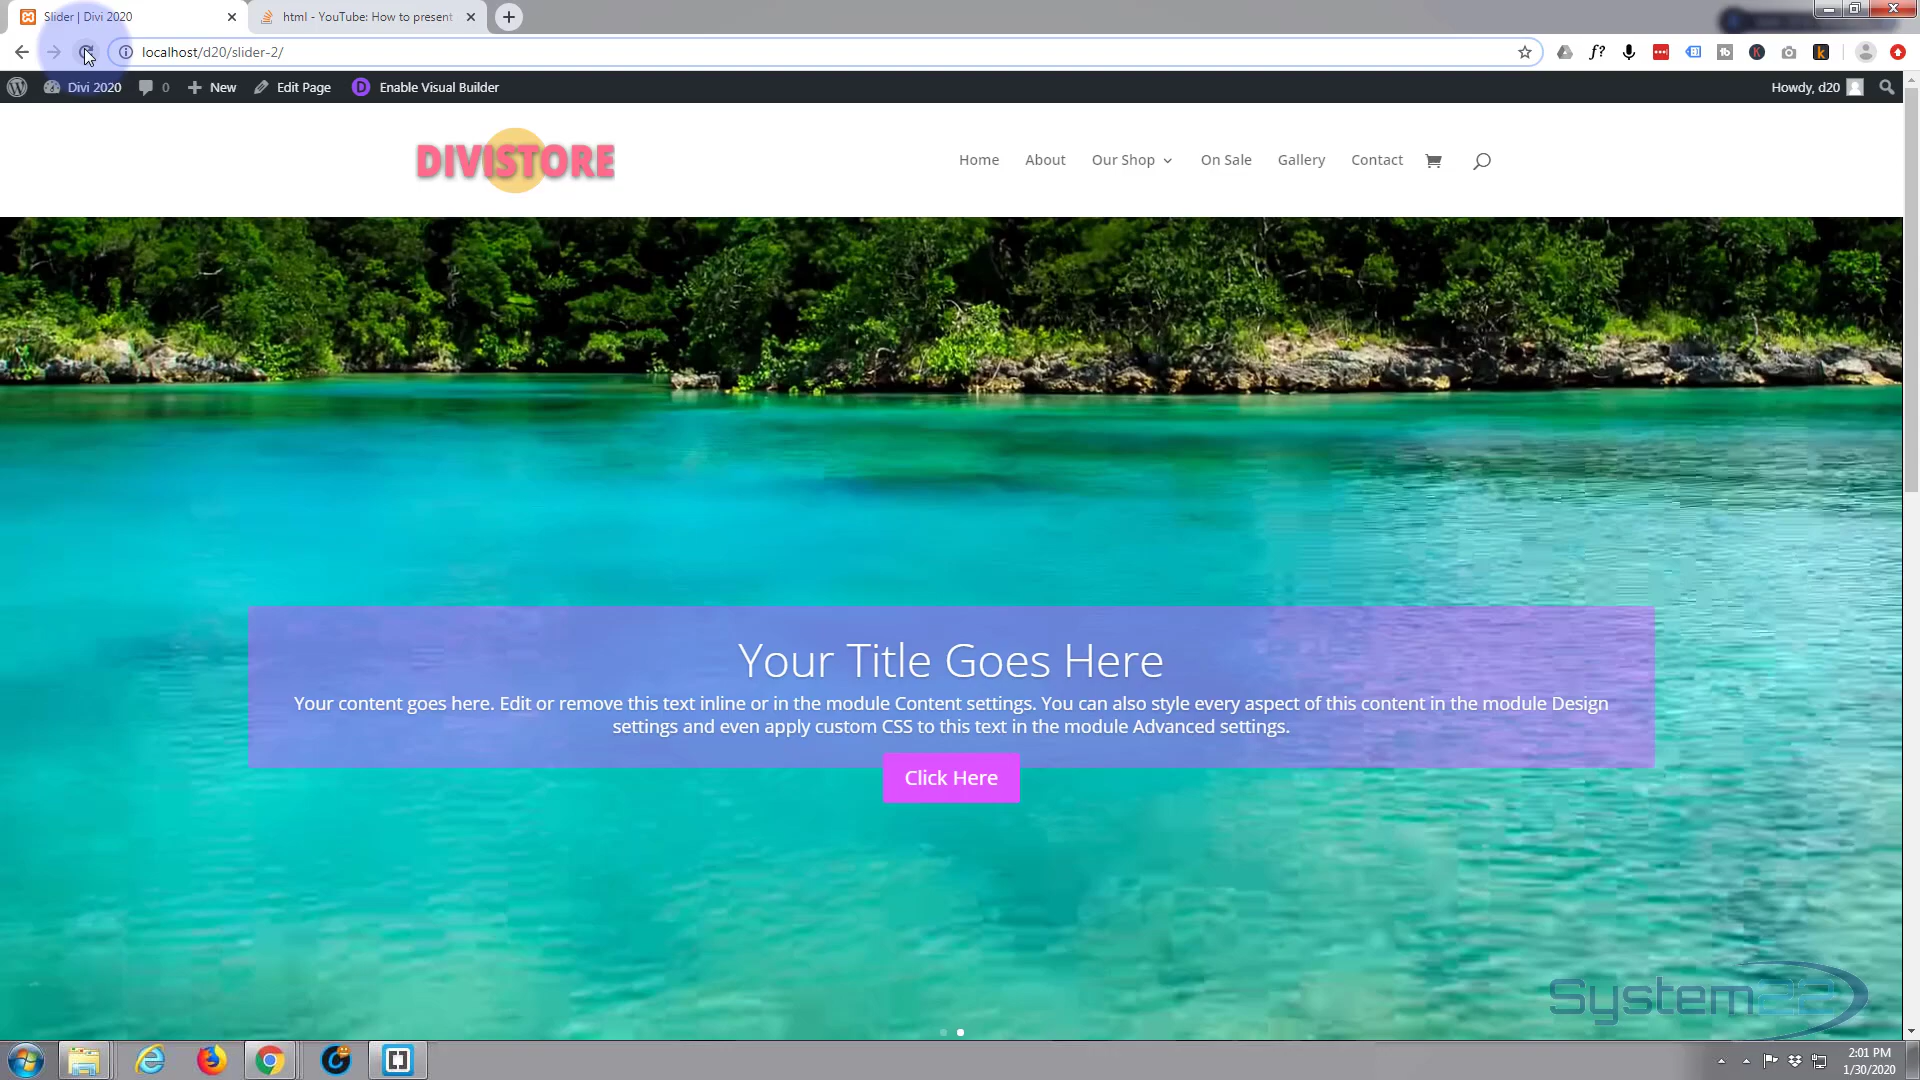 Slider | Divi 2020
html - YouTube: How to present
localhost/d20/slider-2/
Divi 2020
0
New
Edit Page
D
Enable Visual Builder
Howdy, d20
DIVISTORE
Home
About
Our Shop
On Sale
Gallery
Contact
Your Title Goes Here
Your content goes here. Edit or remove this text inline or in the module Content settings. You can also style every aspect of this content in the module Design
settings and even apply custom CSS to this text in the module Advanced settings.
Click Here
System22
2:01 PM
1/30/2020